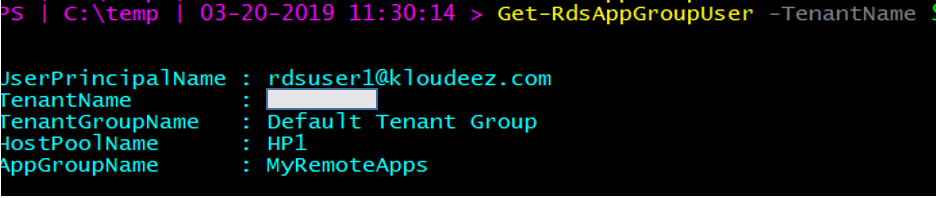 PS | C:\temp | 03-20-2019 11:30:14 > Get-RdsAppGroupUser -TenantName
UserPrincipalName : rdsuser1@kloudeez.com
TenantName :
TenantGroupName : Default Tenant Group
HostPoolName : HP1
AppGroupName : MyRemoteApps